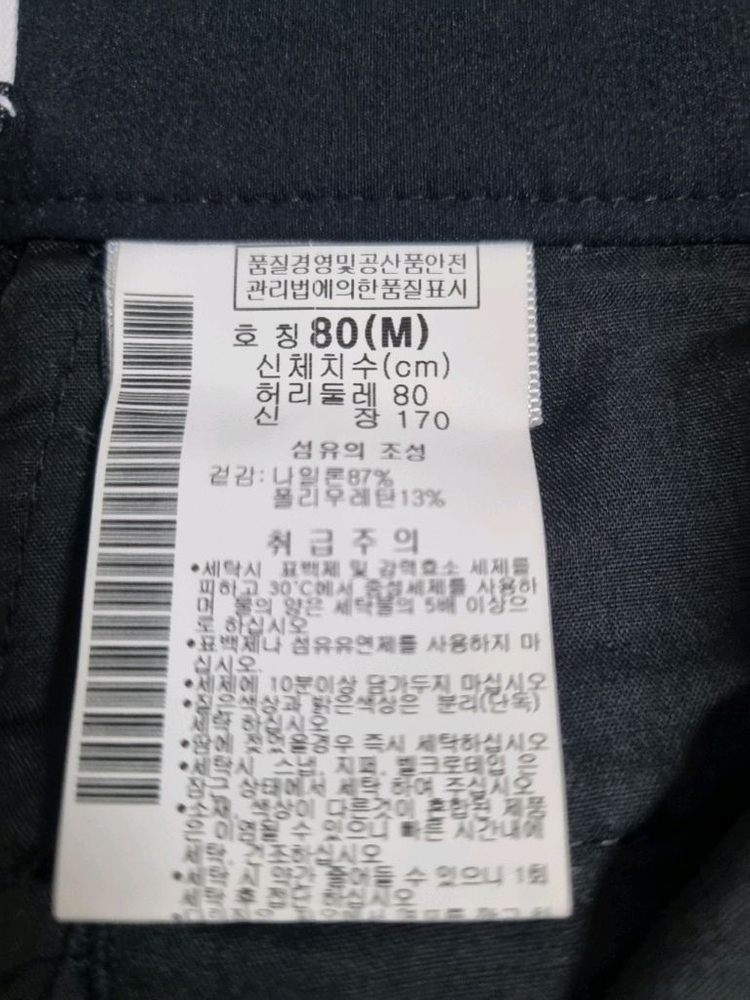 품질경영및공산품안전
관리법에의한품질표시
호 칭 80(M)
신체치수(cm)
허리둘레 80
신 장 170
섬유의 조성
겉감: 나일론87%
폴리우레탄13%
취 급 주 의
•세탁시 표백제 및 강력효소 세제를
피하고 30℃에서 중성세제를 사용하
며 물의 양은 세탁물의 5배 이상으
로 하십시오
•표백제나 섬유유연제를 사용하지 마
십시오.
•세제에 10분이상 담가두지 마십시오
•짙은색상과 밝은색상은 분리(단독)
세탁 하십시오
•땀에 젖었을경우 즉시 세탁하십시오
•세탁시, 스냅, 지퍼, 벨크로테입 은
잠근 상태에서 세탁 하여 주십시오
•소재, 색상이 다른것이 혼합된 제품
은 이염될 수 있으니 빠른 시간내에
세탁, 건조하십시오
•세탁 시 약간 줄어들 수 있으니 1회
세탁 후 접단 하십시오